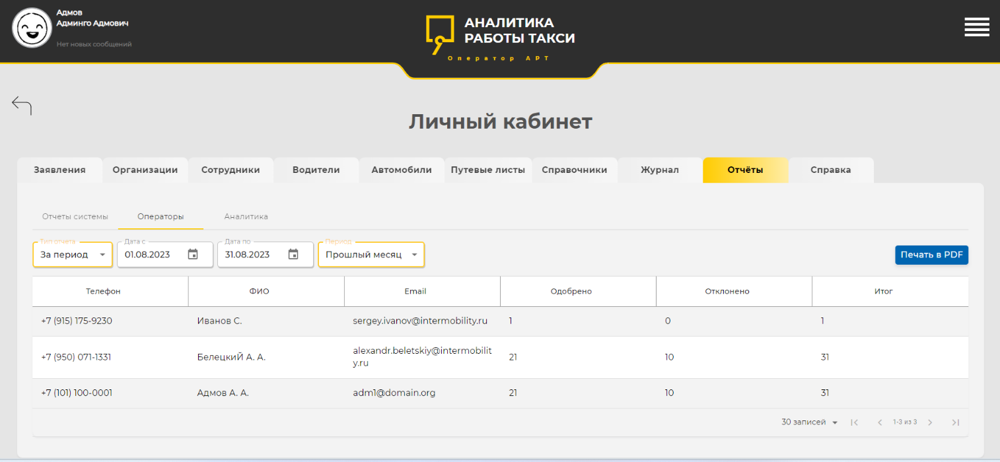 Адмов
Админго Адмович
Нет новых сообщений
АНАЛИТИКА
РАБОТЫ ТАКСИ
Оператор АРТ
Личный кабинет
Заявления Организации Сотрудники Водители Автомобили Путевые листы Справочники Журнал Отчёты Справка
Отчеты системы Операторы Аналитика
Тип отчета Дата с Дата по Период
За период 01.08.2023 31.08.2023 Прошлый месяц Печать в PDF
Телефон ФИО Email Одобрено Отклонено Итог
+7 (915) 175-9230 Иванов С. sergey.ivanov@intermobility.ru 1 0 1
+7 (950) 071-1331 БелецкиЙ А. А. alexandr.beletskiy@intermobilit 21 10 31
y.ru
+7 (101) 100-0001 Адмов А. А. adm1@domain.org 21 10 31
30 записей 1-3 из 3